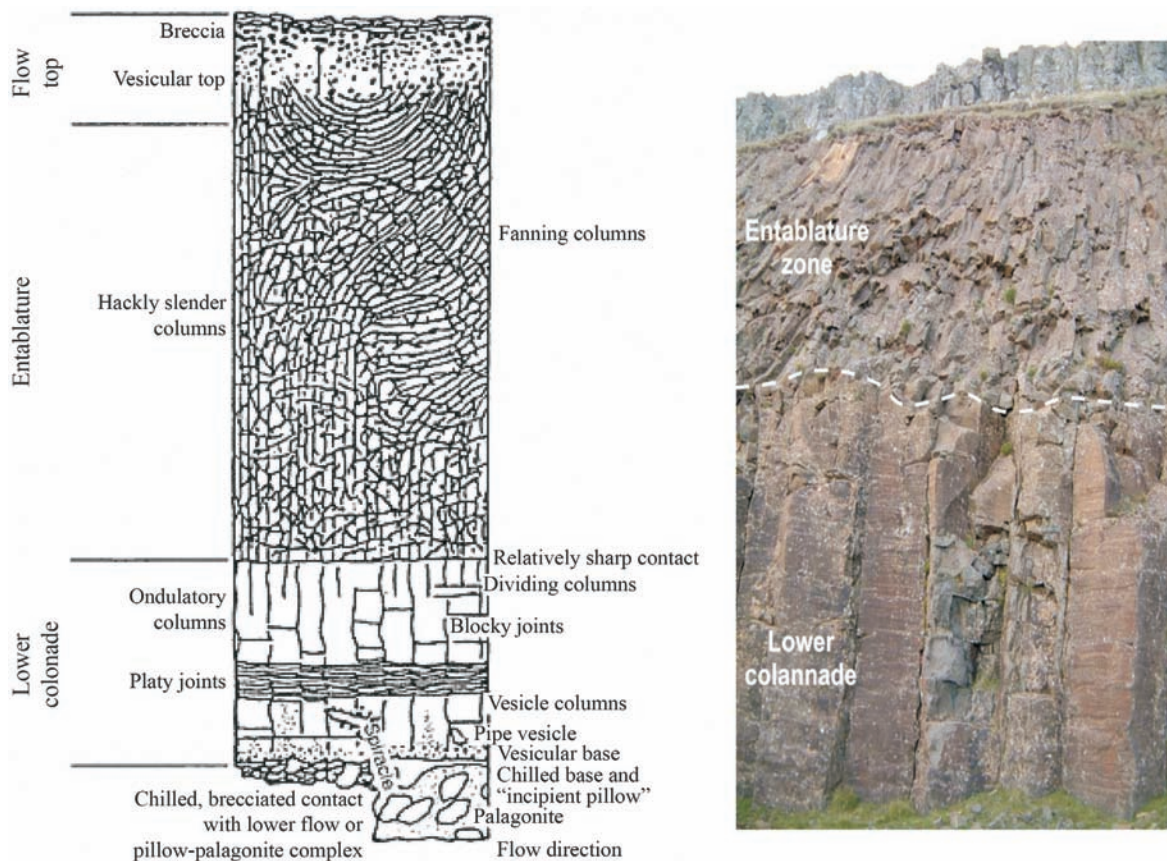 Flow
top
Breccia
Vesicular top
Entablature
Hackly slender
columns
Fanning columns
Relatively sharp contact
Dividing columns
Lower
colonade
Ondulatory
columns
Blocky joints
Platy joints
Vesicle columns
Spiracle
Pipe vesicle
Vesicular base
Chilled base and
"incipient pillow"
Palagonite
Chilled, brecciated contact
with lower flow or
pillow-palagonite complex
Flow direction
Entablature
zone
Lower
colannade